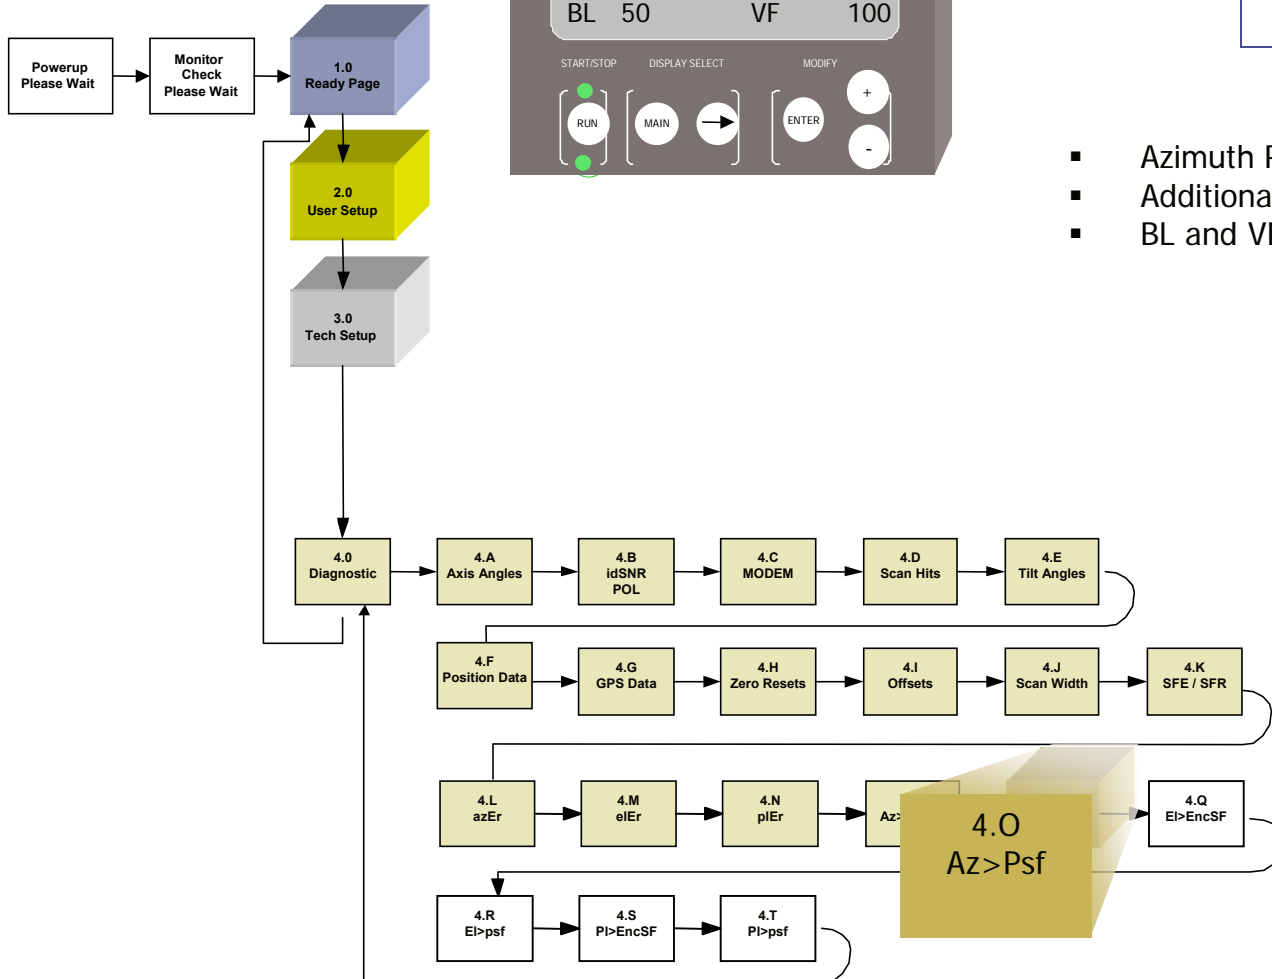 BL 50 VF 100
START/STOP DISPLAY SELECT MODIFY
RUN MAIN ENTER +
-
Powerup
Please Wait
Monitor
Check
Please Wait
1.0
Ready Page
2.0
User Setup
3.0
Tech Setup
▪ Azimuth
▪
▪ BL and
4.0
Diagnostic
4.A
Axis Angles
4.B
idSNR
POL
4.C
MODEM
4.D
Scan Hits
4.E
Tilt Angles
4.F
Position Data
4.G
GPS Data
4.H
Zero Resets
4.I
Offsets
4.J
Scan Width
4.K
SFE / SFR
4.L
azEr
4.M
elEr
4.N
plEr
Az>
4.O
Az>Psf
4.Q
El>EncSF
4.R
El>psf
4.S
Pl>EncSF
4.T
Pl>psf